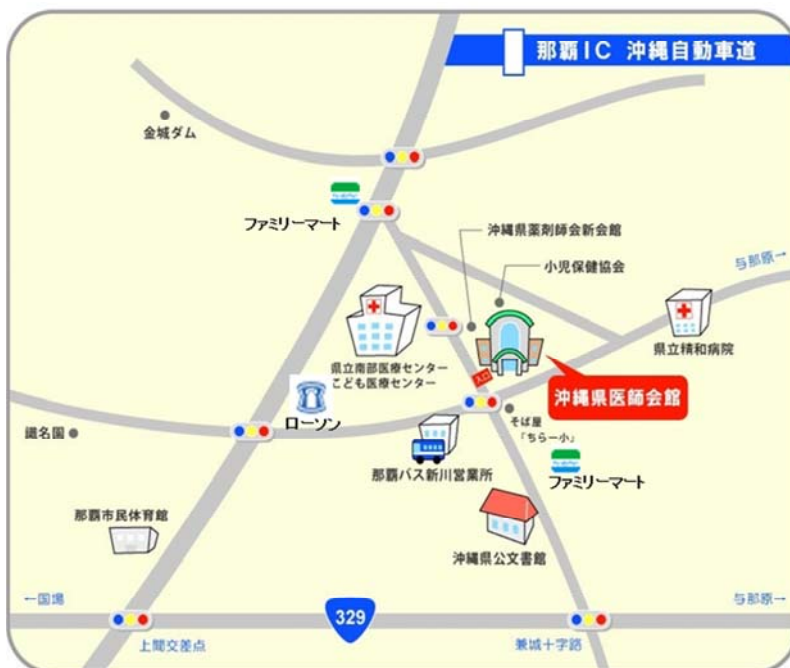 那覇IC 沖縄自動車道
金城ダム
ファミリーマート
沖縄県薬剤師会新会館
小児保健協会
与那原→
県立精和病院
県立南部医療センター
こども医療センター
入口
沖縄県医師会館
ローソン
識名園
そば屋
「ちらー小」
那覇バス新川営業所
ファミリーマート
那覇市民体育館
沖縄県公文書館
←国場
329
与那原→
上間交差点
兼城十字路